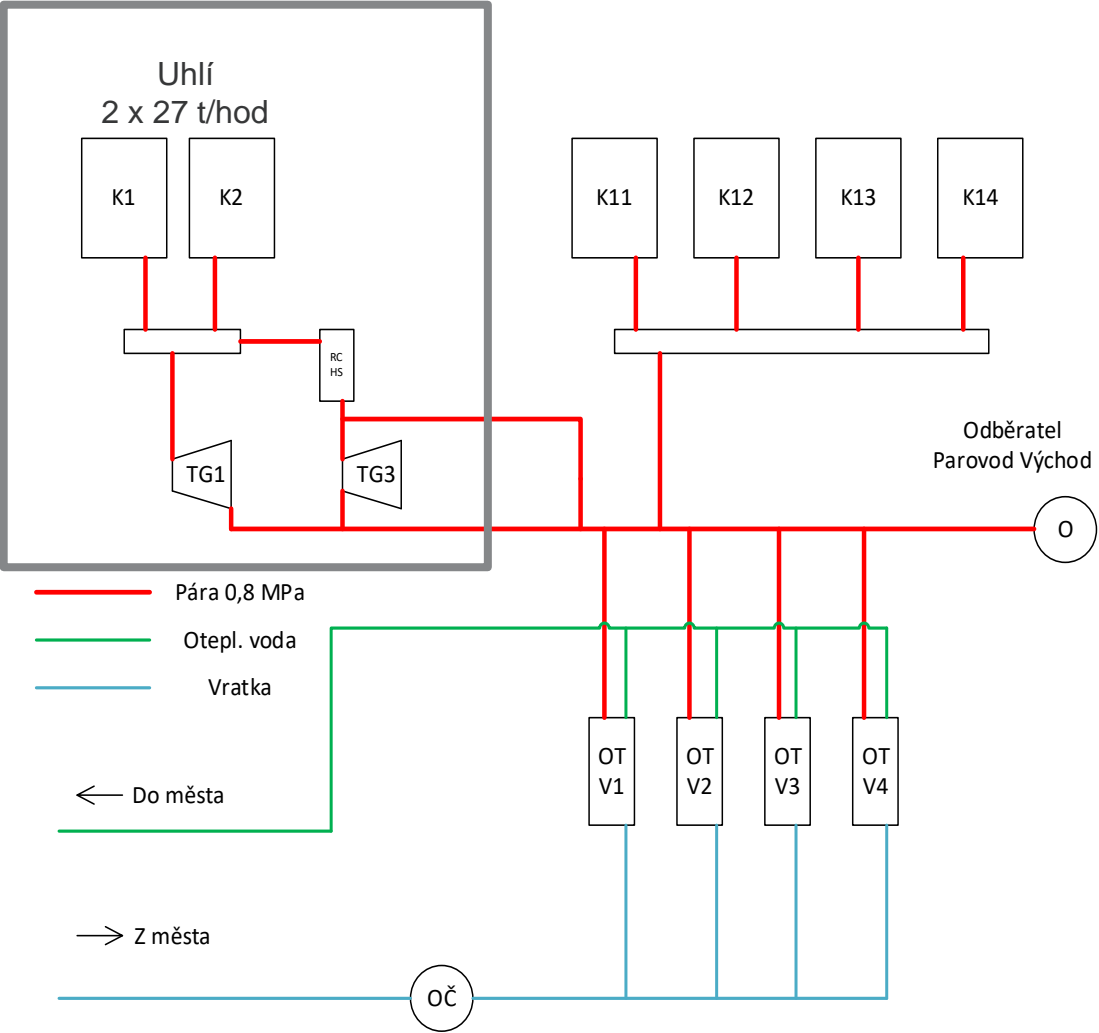 Uhlí
2 x 27 t/hod
K1
K2
K11
K12
K13
K14
RC
HS
TG1
TG3
Odběratel
Parovod Východ
O
Pára 0,8 MPa
Otepl. voda
Vratka
OT
V1
OT
V2
OT
V3
OT
V4
Do města
Z města
OČ